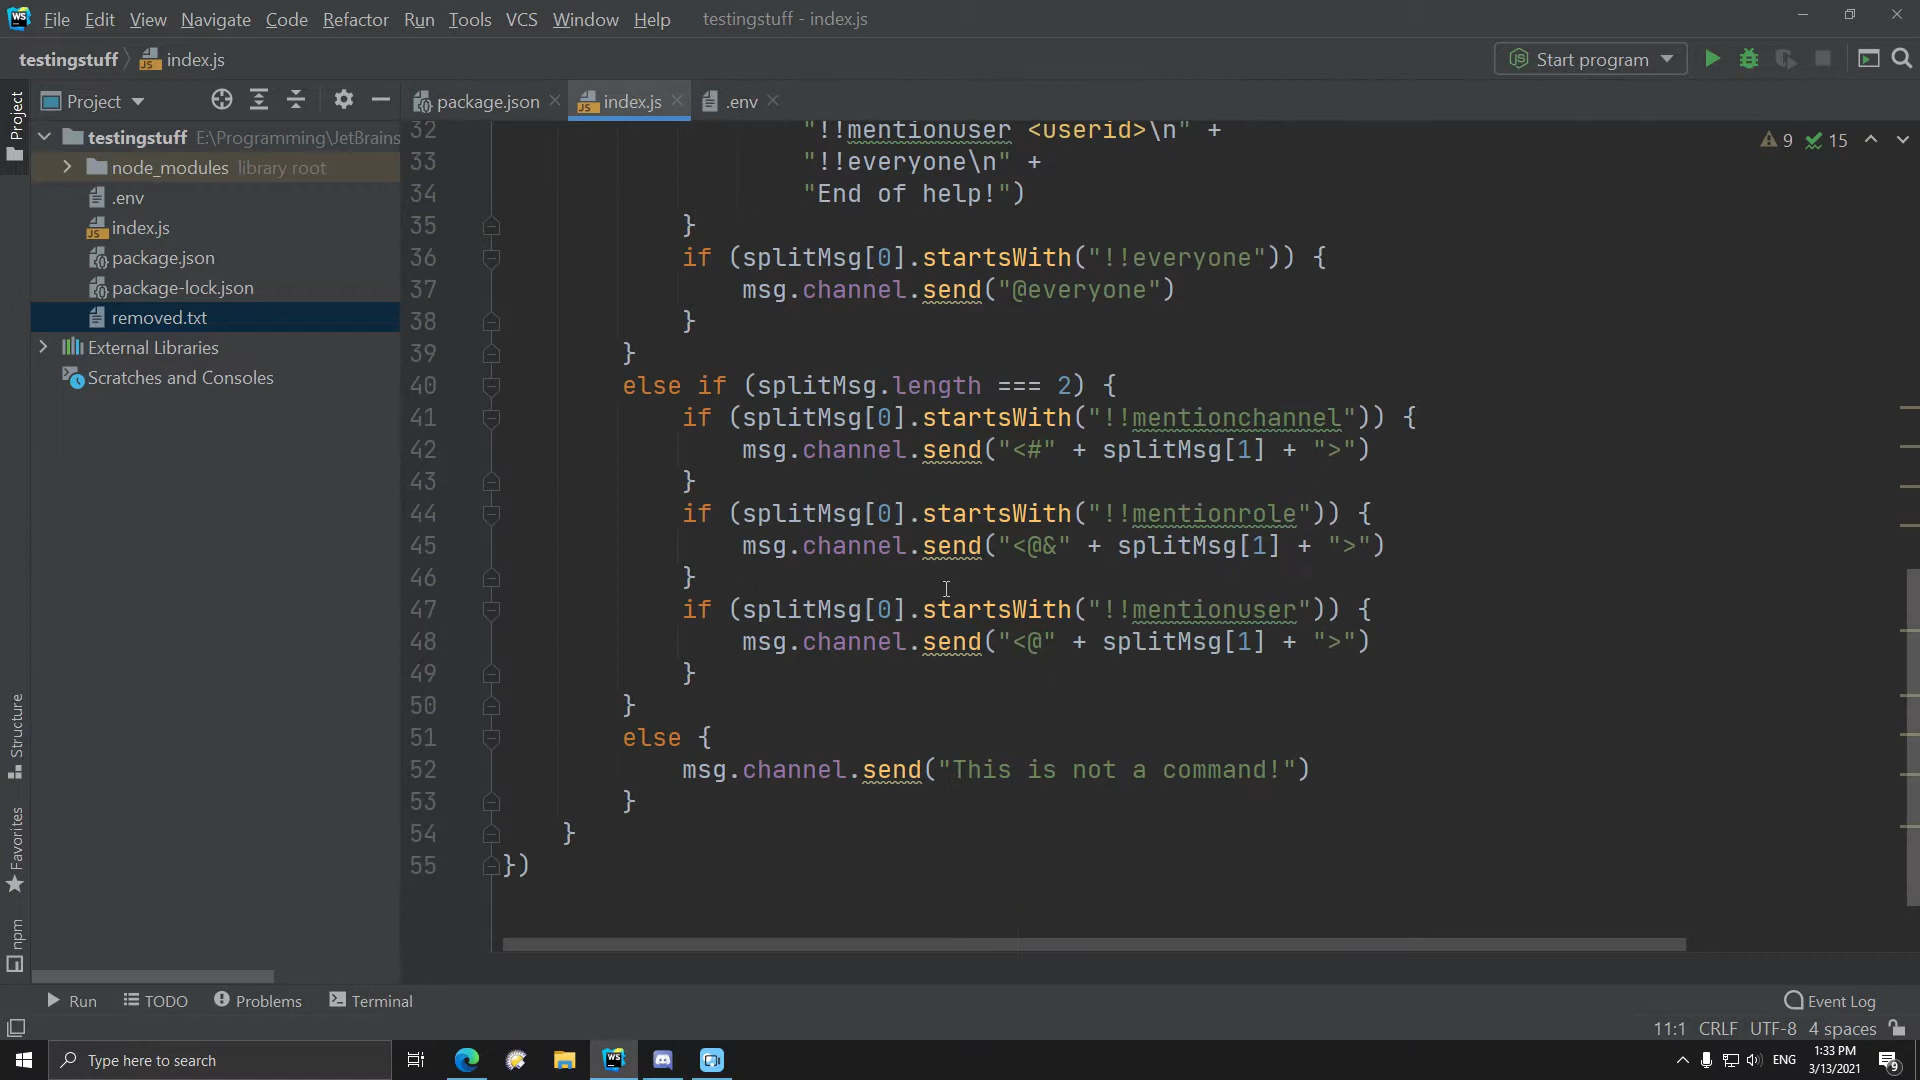 WS File Edit View Navigate Code Refactor Run Tools VCS Window Help testingstuff - index.js
testingstuff index.js Start program
Project package.json index.js .env
Project
testingstuff E:\Programming\JetBrains
node_modules library root
.env
index.js
package.json
package-lock.json
removed.txt
External Libraries
Scratches and Consoles
9 15
32 "!!mentionuser <userid>\n" +
33 "!!everyone\n" +
34 "End of help!")
35 }
36 if (splitMsg[0].startsWith("!!everyone")) {
37 msg.channel.send("@everyone")
38 }
39 }
40 else if (splitMsg.length === 2) {
41 if (splitMsg[0].startsWith("!!mentionchannel")) {
42 msg.channel.send("<#" + splitMsg[1] + ">")
43 }
44 if (splitMsg[0].startsWith("!!mentionrole")) {
45 msg.channel.send("<@&" + splitMsg[1] + ">")
46 }
47 if (splitMsg[0].startsWith("!!mentionuser")) {
48 msg.channel.send("<@" + splitMsg[1] + ">")
49 }
50 }
51 else {
52 msg.channel.send("This is not a command!")
53 }
54 }
55 })
Structure
Favorites
npm
Run TODO Problems Terminal Event Log
11:1 CRLF UTF-8 4 spaces
Type here to search WS ENG
1:33 PM
3/13/2021
9